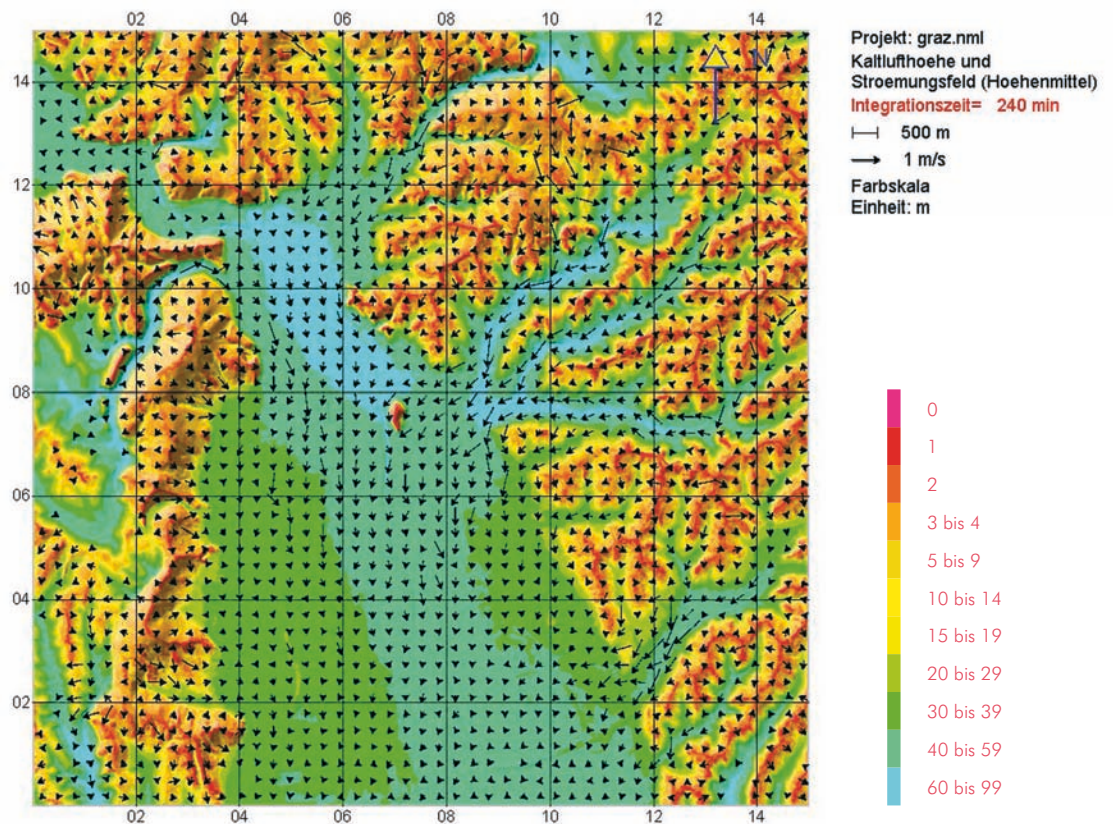 02 04 06 08 10 12 14
14
12
10
08
06
04
02
02 04 06 08 10 12 14
N
Projekt: graz.nml
Kaltlufthoehe und
Stroemungsfeld (Hoehenmittel)
Integrationszeit= 240 min
500 m
1 m/s
Farbskala
Einheit: m
0
1
2
3 bis 4
5 bis 9
10 bis 14
15 bis 19
20 bis 29
30 bis 39
40 bis 59
60 bis 99